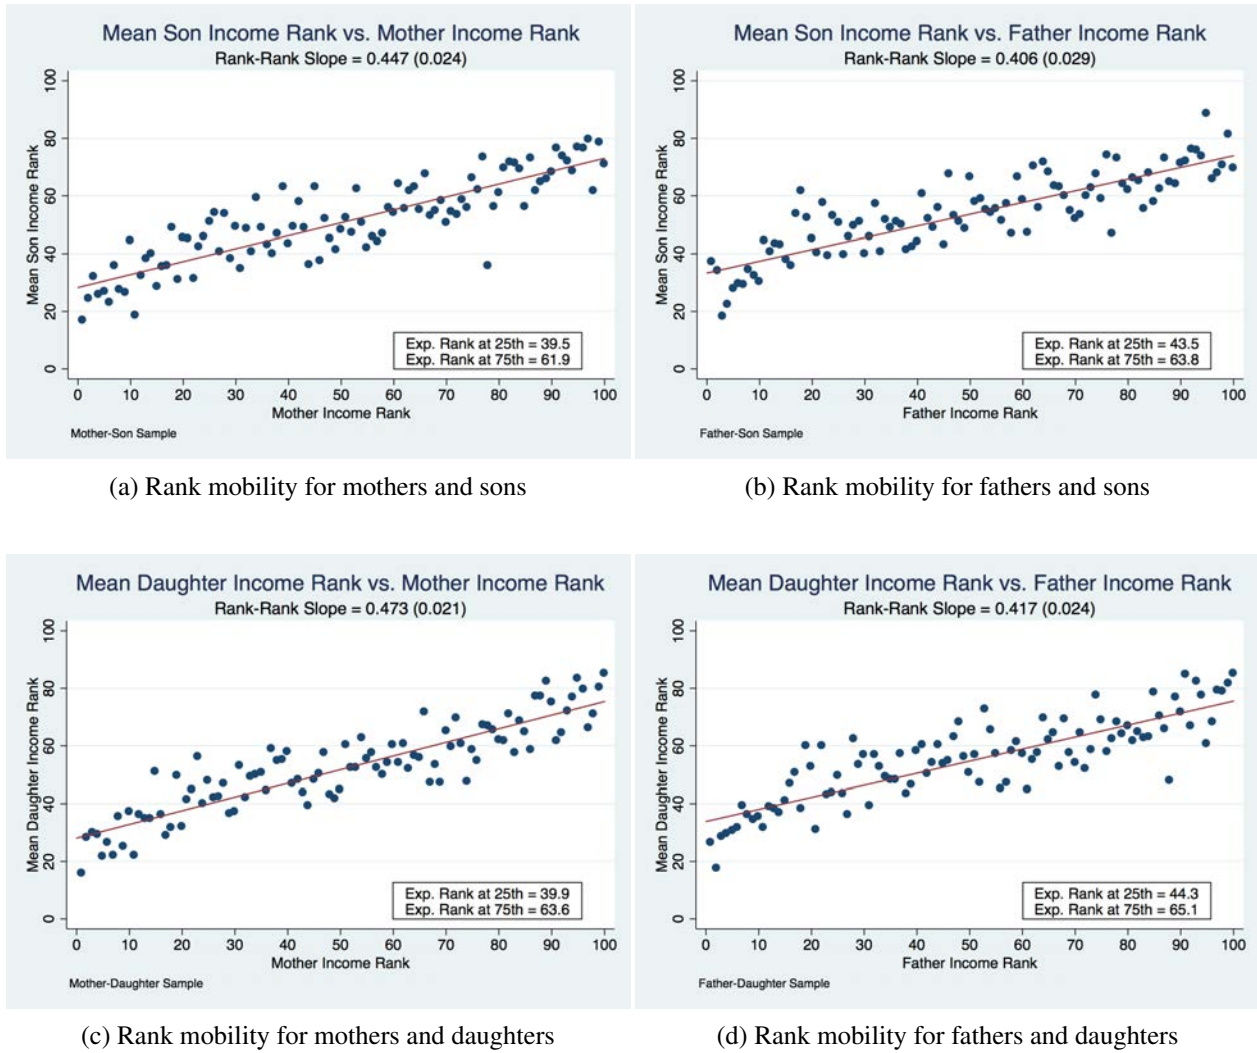 Mean Son Income Rank vs. Mother Income Rank
Rank-Rank Slope = 0.447 (0.024)
Mean Son Income Rank
100
80
60
40
20
0
Exp. Rank at 25th = 39.5
Exp. Rank at 75th = 61.9
0 10 20 30 40 50 60 70 80 90 100
Mother Income Rank
Mother-Son Sample
(a) Rank mobility for mothers and sons
Mean Son Income Rank vs. Father Income Rank
Rank-Rank Slope = 0.406 (0.029)
Mean Son Income Rank
100
80
60
40
20
0
Exp. Rank at 25th = 43.5
Exp. Rank at 75th = 63.8
0 10 20 30 40 50 60 70 80 90 100
Father Income Rank
Father-Son Sample
(b) Rank mobility for fathers and sons
Mean Daughter Income Rank vs. Mother Income Rank
Rank-Rank Slope = 0.473 (0.021)
Mean Daughter Income Rank
100
80
60
40
20
0
Exp. Rank at 25th = 39.9
Exp. Rank at 75th = 63.6
0 10 20 30 40 50 60 70 80 90 100
Mother Income Rank
Mother-Daughter Sample
(c) Rank mobility for mothers and daughters
Mean Daughter Income Rank vs. Father Income Rank
Rank-Rank Slope = 0.417 (0.024)
Mean Daughter Income Rank
100
80
60
40
20
0
Exp. Rank at 25th = 44.3
Exp. Rank at 75th = 65.1
0 10 20 30 40 50 60 70 80 90 100
Father Income Rank
Father-Daughter Sample
(d) Rank mobility for fathers and daughters